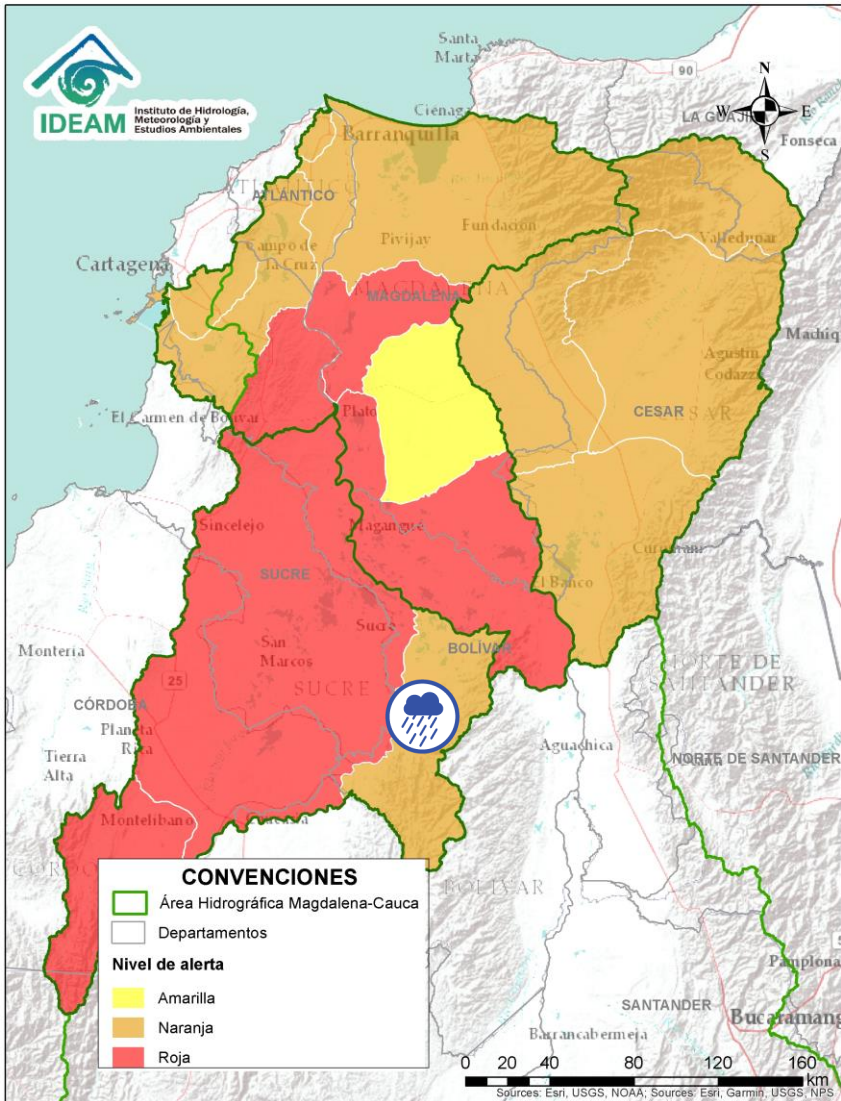 IDEAM
Instituto de Hidrología,
Meteorología y
Estudios Ambientales
Santa
Marta
90
N
W
E
S
LA GUAJI
Ciénaga
Barranquilla
Fonseca
ATLÁNTICO
Fundación
Campo de
la Cruz
Pivijay
Valledupar
Cartagena
MAGDALENA
Machiq
Agustín
Codazzi
El Carmen de Bolívar
Plato
CESAR
Sincelejo
Magangué
SUCRE
El Banco
Sucre
BOLÍVAR
Montería
San
Marcos
SUCRE
NORTE DE
SANTANDER
25
CÓRDOBA
Planeta
Rica
Tierra
Alta
Aguachica
NORTE DE SANTANDER
Montelíbano
BOLÍVAR
CONVENCIONES
Área Hidrográfica Magdalena-Cauca
Departamentos
Nivel de alerta
Amarilla
Naranja
Roja
Pamplona
SANTANDER
Bucaramang
Barrancabermeja
0 20 40 80 120 160
km
Sources: Esri, USGS, NOAA; Sources: Esri, Garmin, USGS, NPS